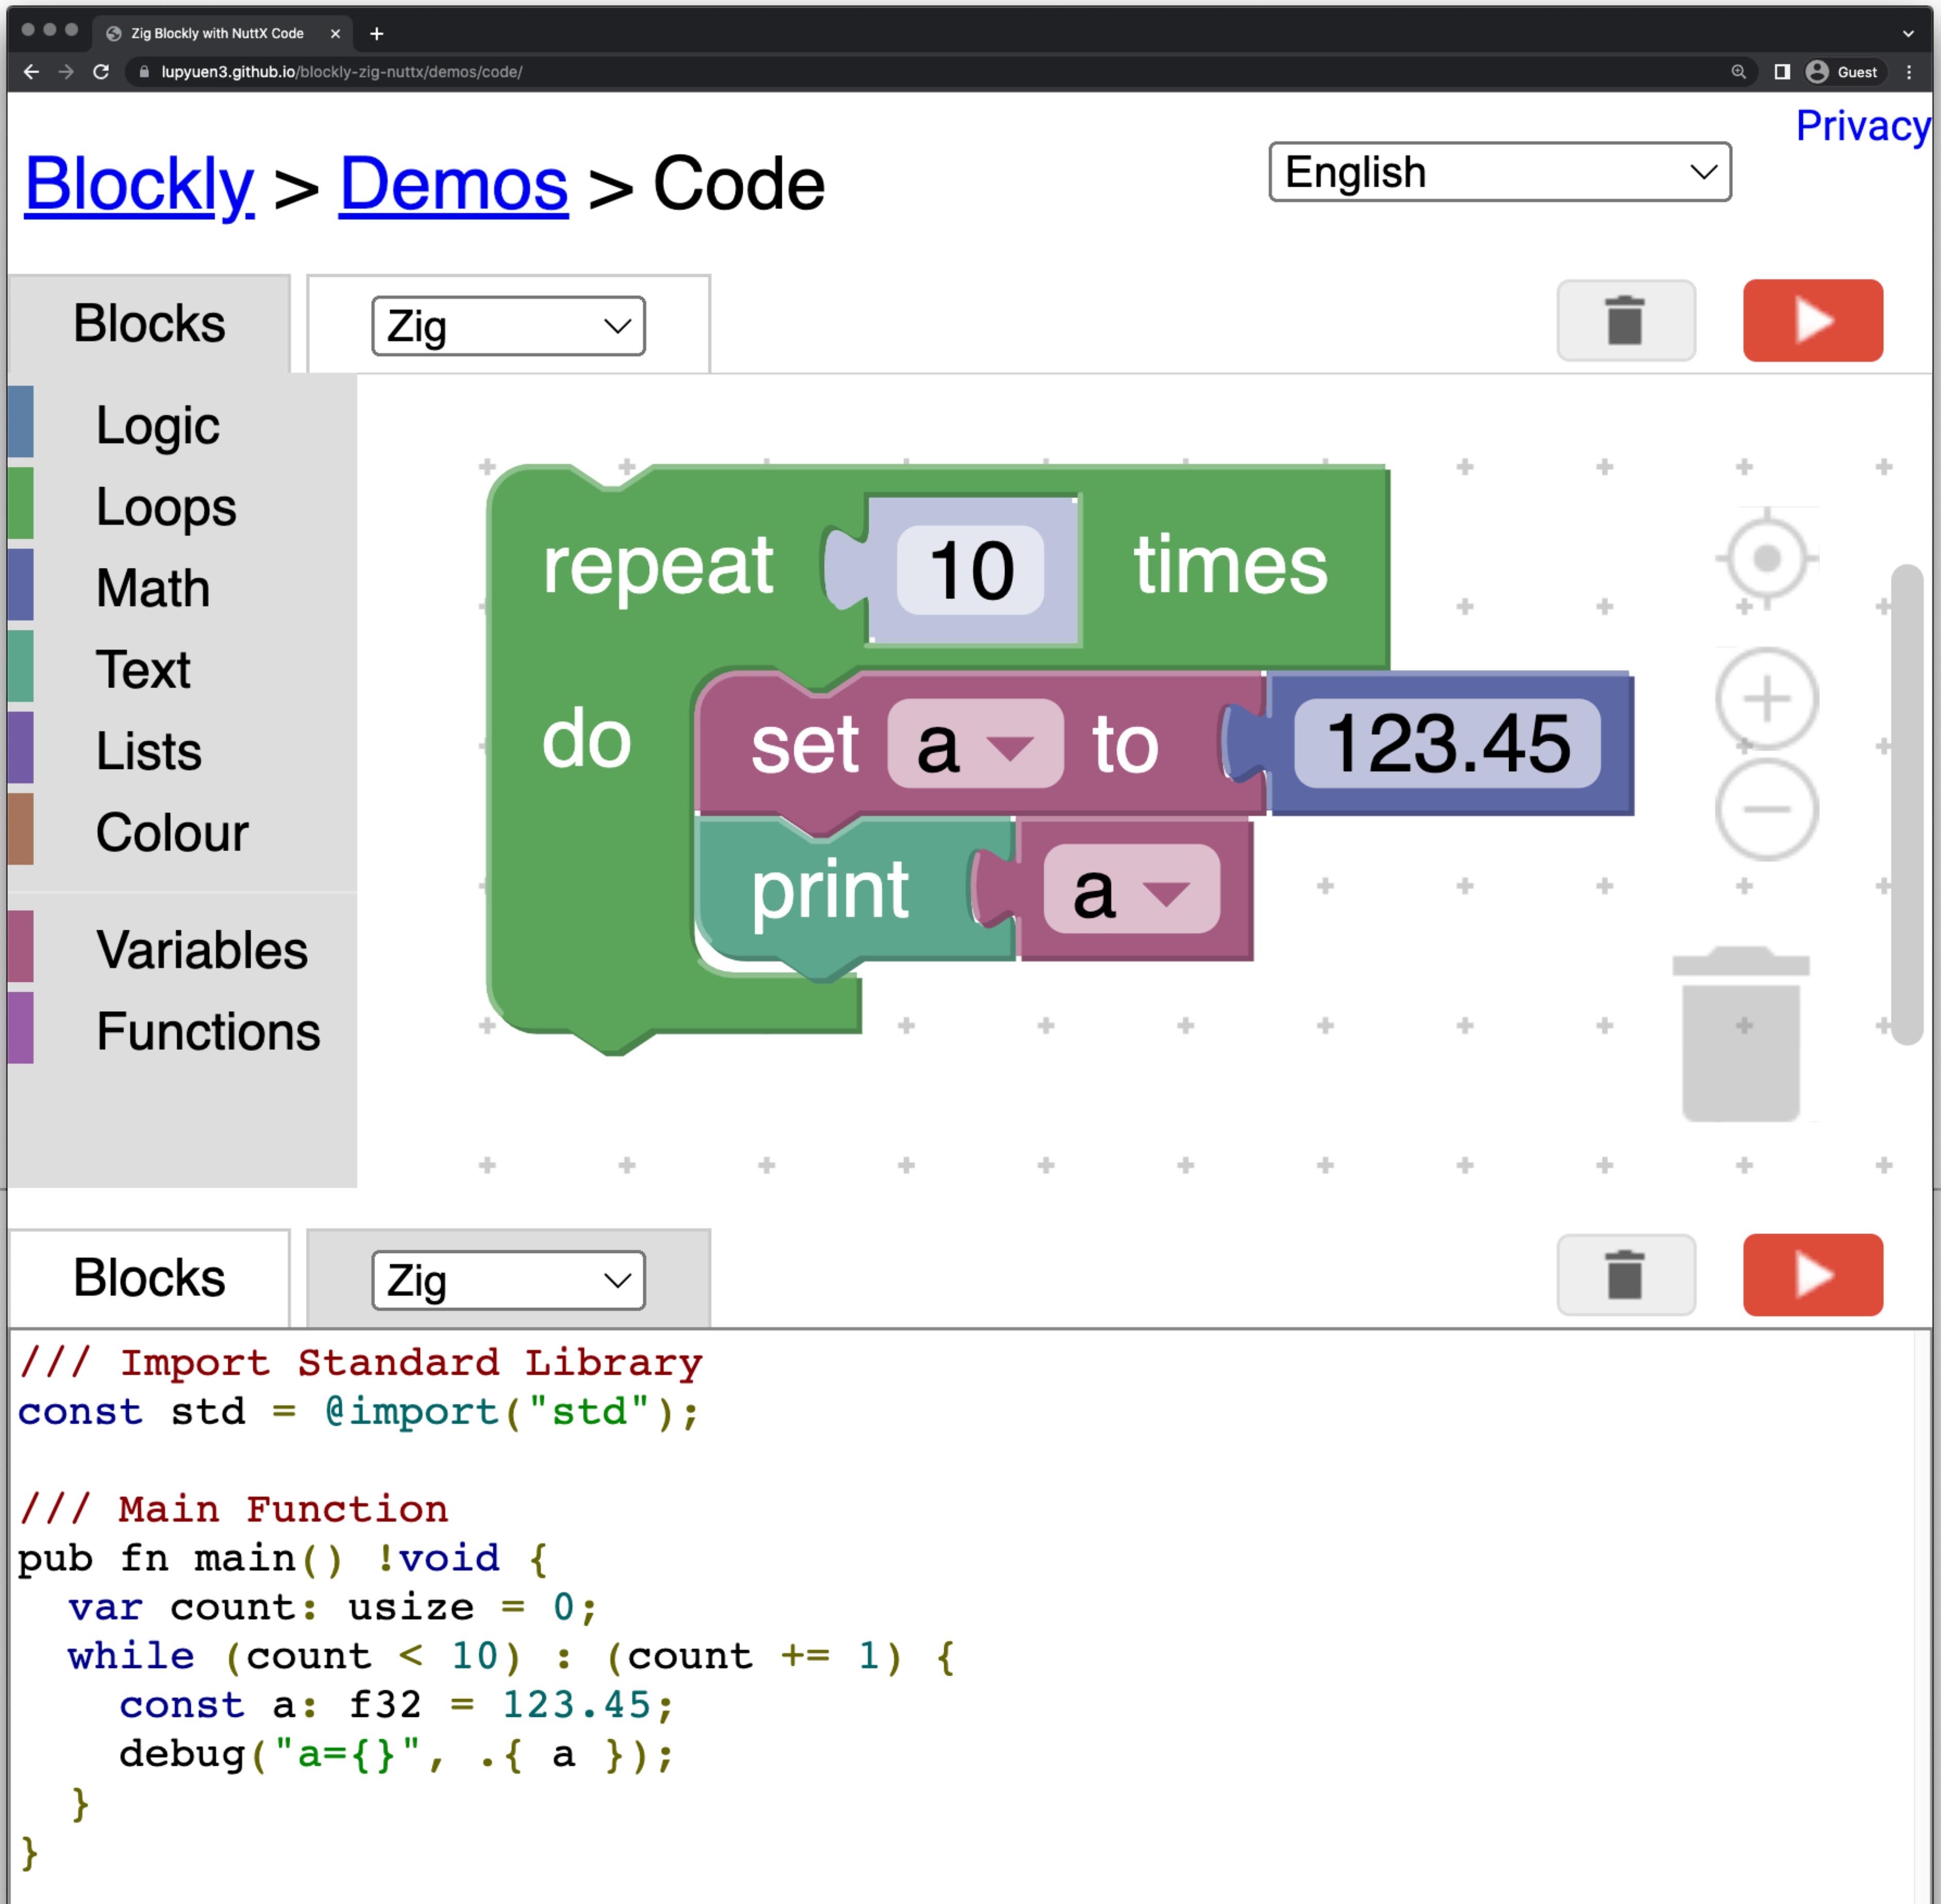 Zig Blockly with NuttX Code
lupyuen3.github.io/blockly-zig-nuttx/demos/code/
Guest
Privacy
Blockly > Demos > Code
English
Blocks
Zig
Logic
Loops
Math
Text
Lists
Colour
Variables
Functions
repeat 10 times
do set a to 123.45
print a
Blocks
Zig
/// Import Standard Library
const std = @import("std");
/// Main Function
pub fn main() !void {
  var count: usize = 0;
  while (count < 10) : (count += 1) {
    const a: f32 = 123.45;
    debug("a={}", .{ a });
  }
}